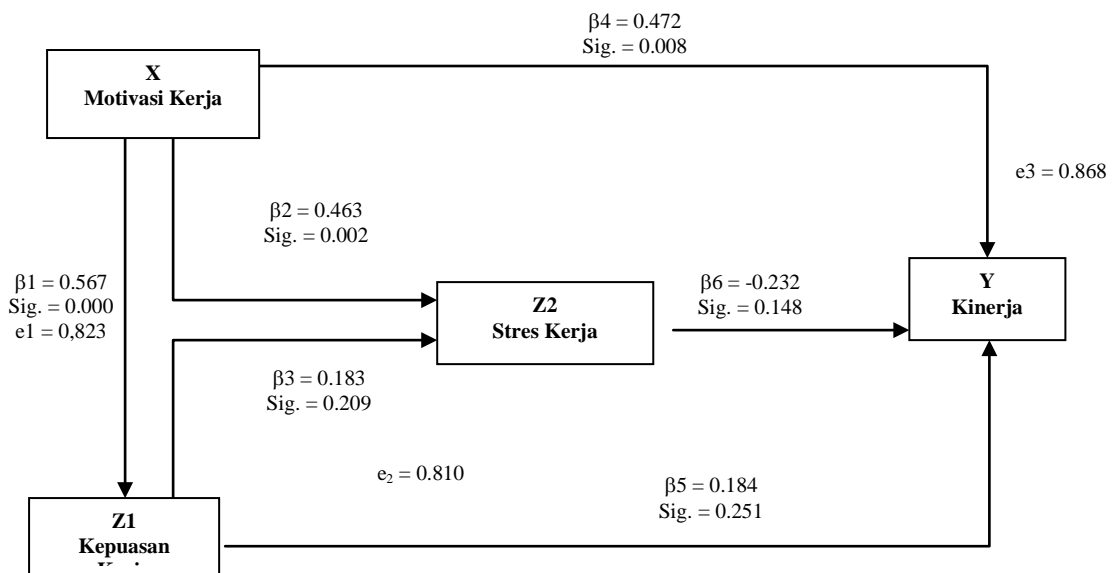 β4 = 0.472
Sig. = 0.008
X
Motivasi Kerja
e3 = 0.868
β2 = 0.463
Sig. = 0.002
β1 = 0.567
Sig. = 0.000
e1 = 0,823
Z2
Stres Kerja
β6 = -0.232
Sig. = 0.148
Y
Kinerja
β3 = 0.183
Sig. = 0.209
e₂ = 0.810
β5 = 0.184
Sig. = 0.251
Z1
Kepuasan